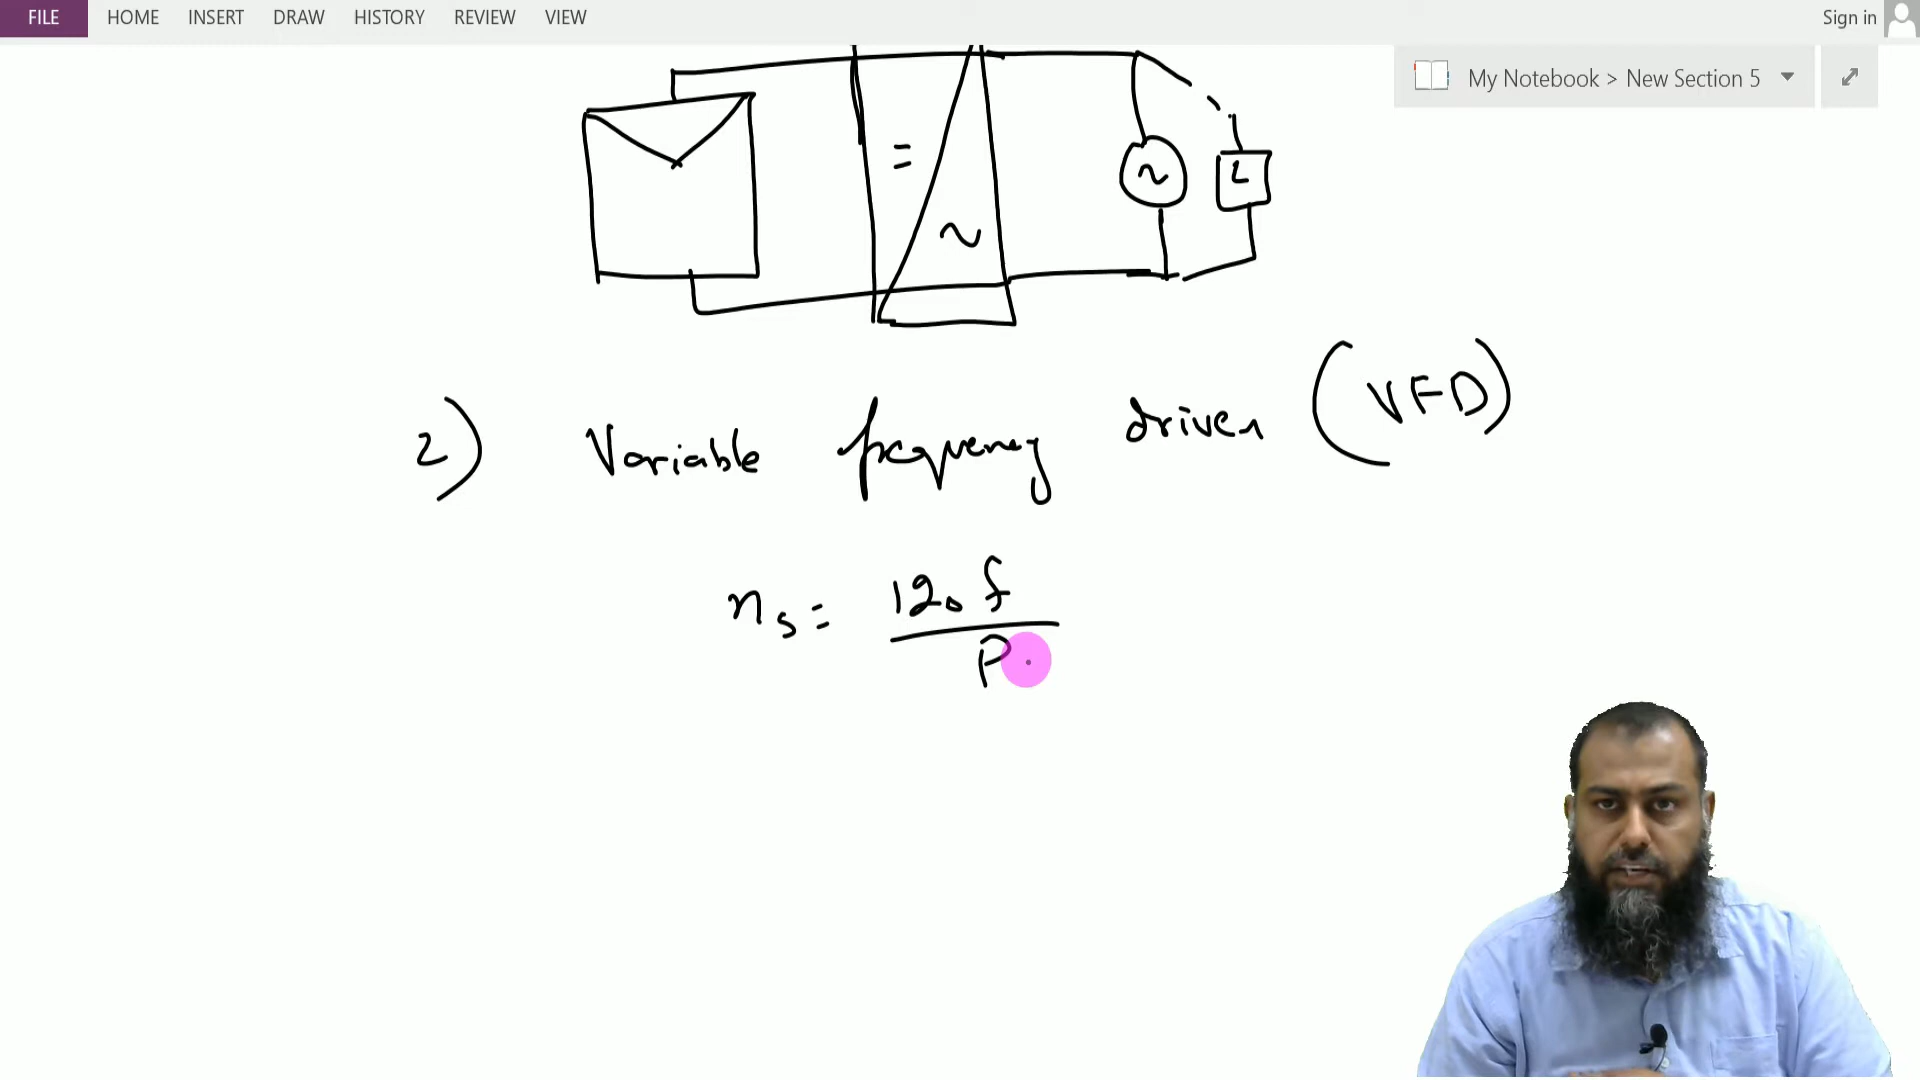 FILE HOME INSERT DRAW HISTORY REVIEW VIEW Sign in
My Notebook > New Section 5
= ~ ~ L
2) Variable frequency driver (VFD)
ns = 120 f
P